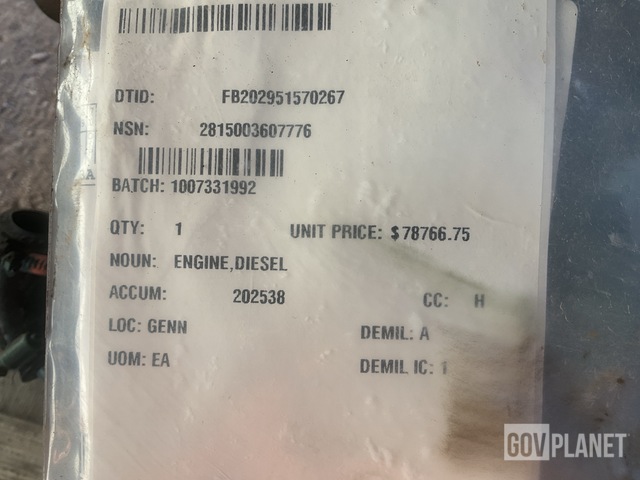 DTID: FB202951570267
NSN: 2815003607776
BATCH: 1007331992
QTY: 1 UNIT PRICE: $78766.75
NOUN: ENGINE,DIESEL
ACCUM: 202538 CC: H
LOC: GENN DEMIL: A
UOM: EA DEMIL IC: 1
A
GOVPLANET